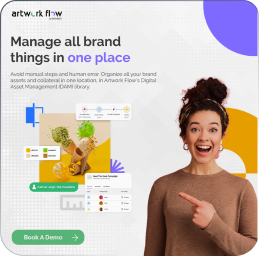 artwork flow
Manage all brand
things in one place
Avoid manual steps and human error. Organize all your brand
assets and collateral in one location, in Artwork Flow's Digital
Asset Management (DAM) library.
Book A Demo →